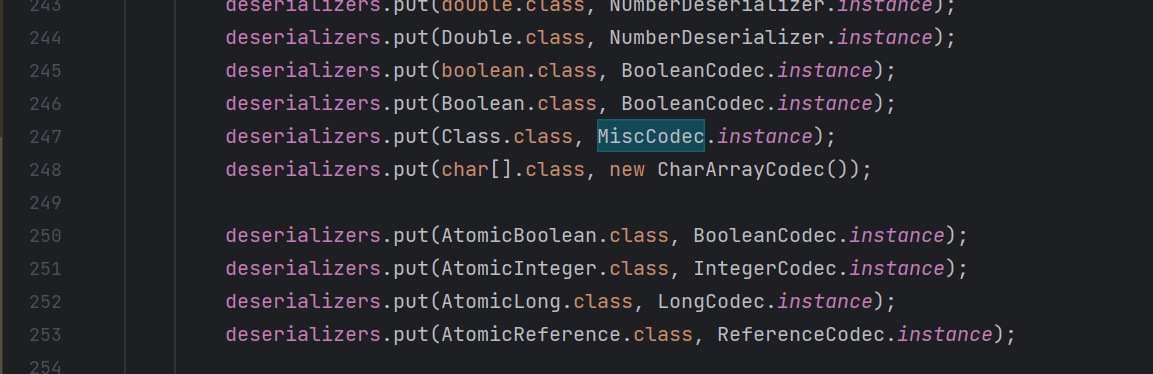 243 deserializers.put(double.class, NumberDeserializer.instance);
244 deserializers.put(Double.class, NumberDeserializer.instance);
245 deserializers.put(boolean.class, BooleanCodec.instance);
246 deserializers.put(Boolean.class, BooleanCodec.instance);
247 deserializers.put(Class.class, MiscCodec.instance);
248 deserializers.put(char[].class, new CharArrayCodec());
249
250 deserializers.put(AtomicBoolean.class, BooleanCodec.instance);
251 deserializers.put(AtomicInteger.class, IntegerCodec.instance);
252 deserializers.put(AtomicLong.class, LongCodec.instance);
253 deserializers.put(AtomicReference.class, ReferenceCodec.instance);
254